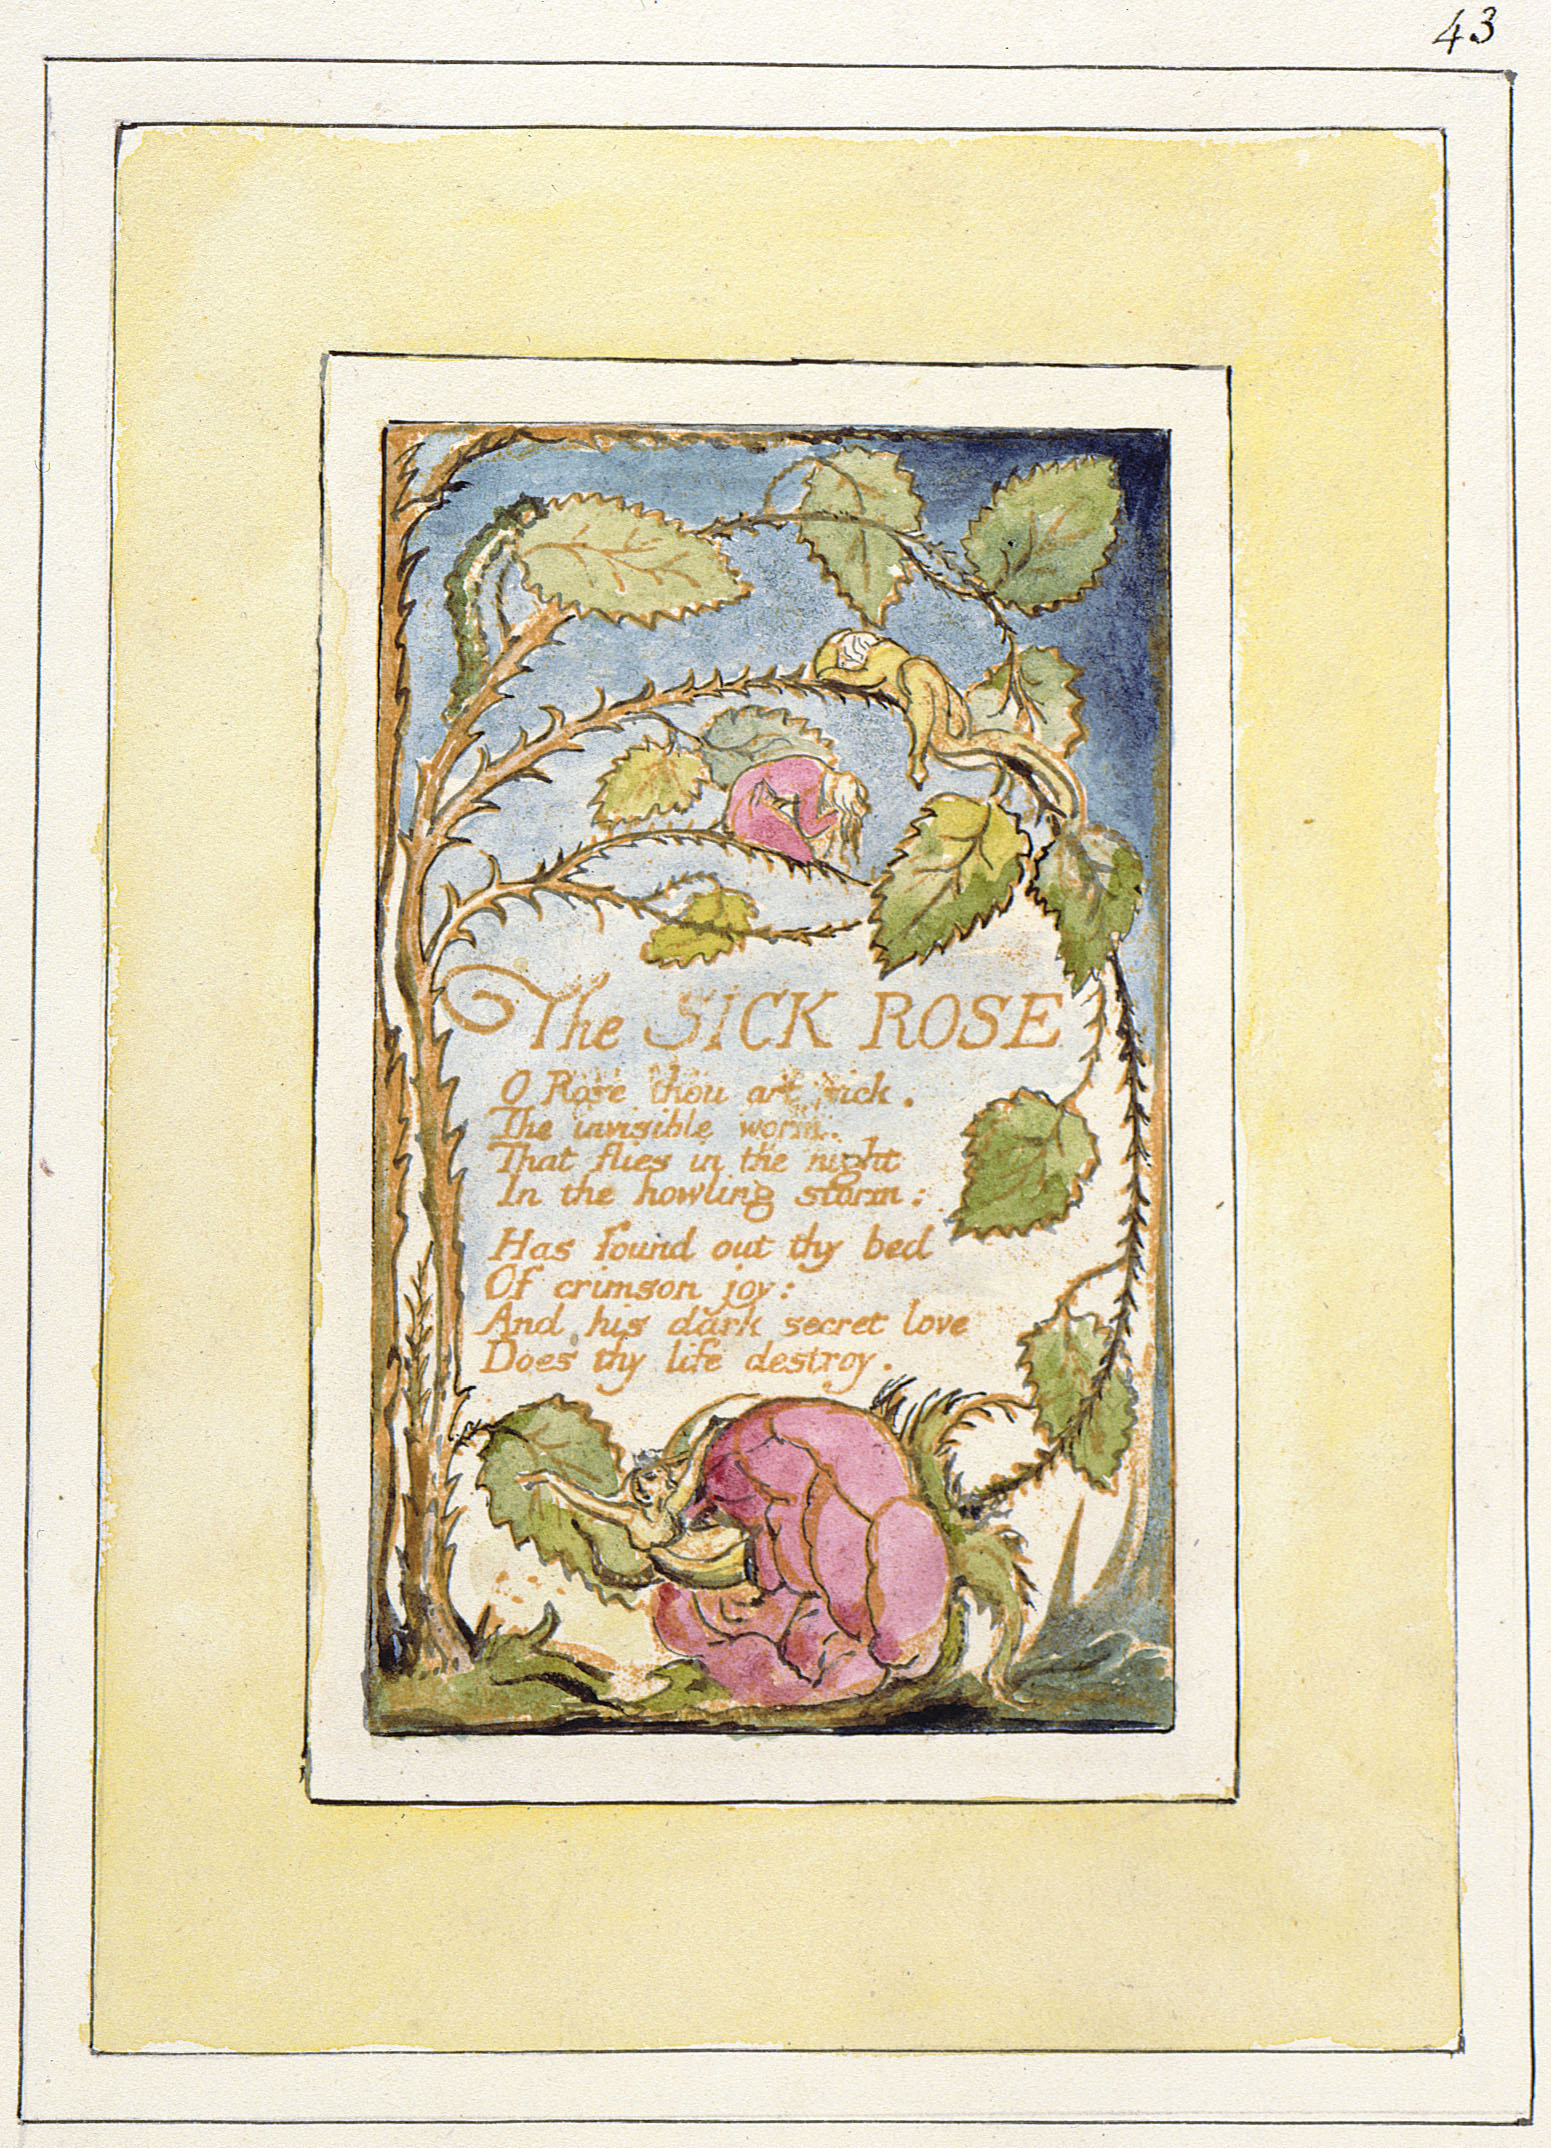 43
The SICK ROSE
O Rose thou art sick.
The invisible worm.
That flies in the night
In the howling storm:
Has found out thy bed
Of crimson joy:
And his dark secret love
Does thy life destroy.